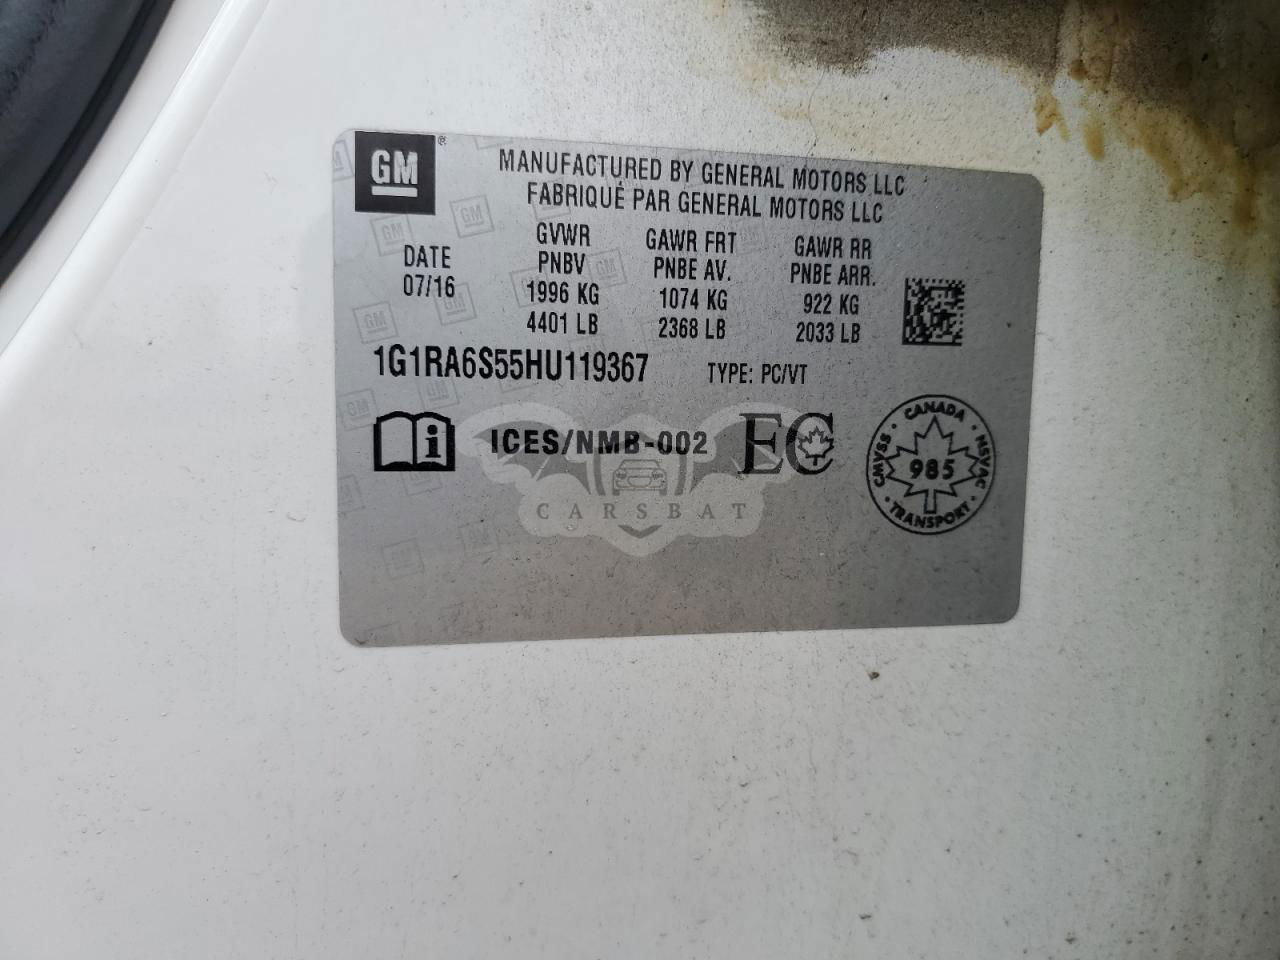 GM
®
MANUFACTURED BY GENERAL MOTORS LLC
FABRIQUÉ PAR GENERAL MOTORS LLC
DATE
07/16
GVWR
PNBV
1996 KG
4401 LB
GAWR FRT
PNBE AV.
1074 KG
2368 LB
GAWR RR
PNBE ARR.
922 KG
2033 LB
1G1RA6S55HU119367 TYPE: PC/VT
ICES/NMB-002
EC
CANADA
CMVSS
985
NSVAC
TRANSPORT
CARSBAT